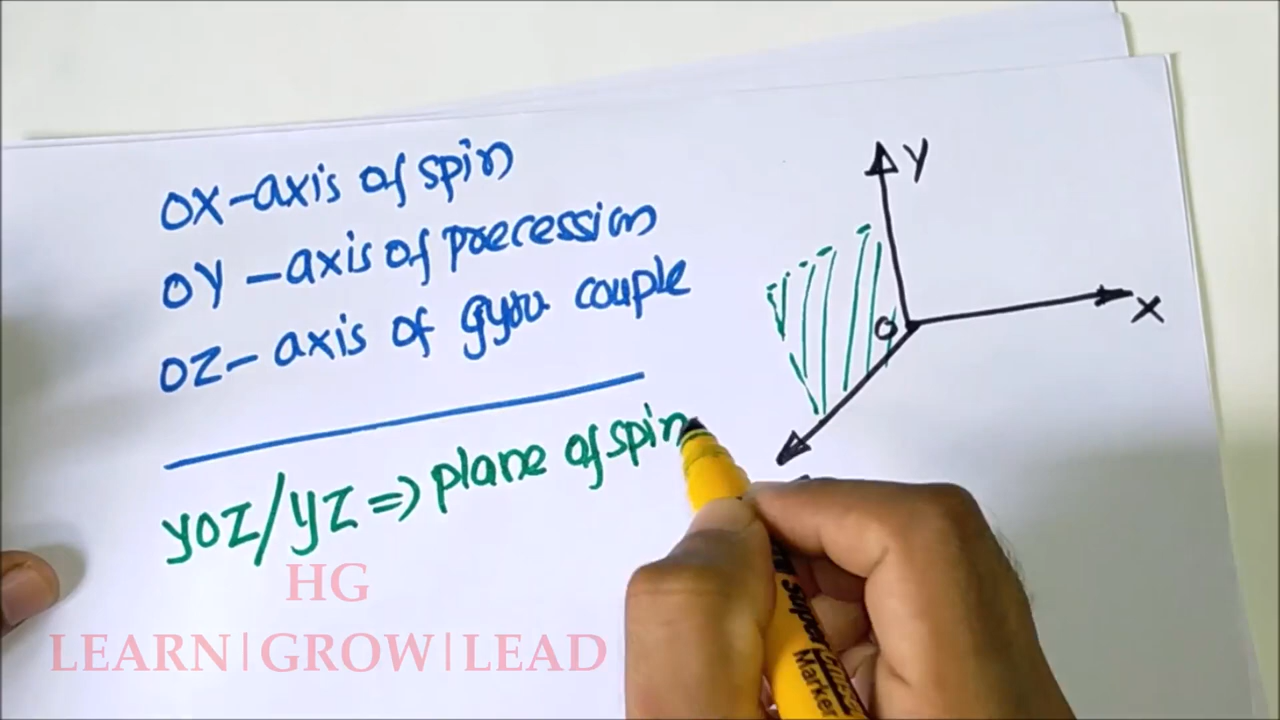 OX-axis of spin
OY-axis of precession
OZ-axis of gyro couple
YOZ/YZ => plane of spin
Y
O
X
HG
LEARN|GROW|LEAD
Marker